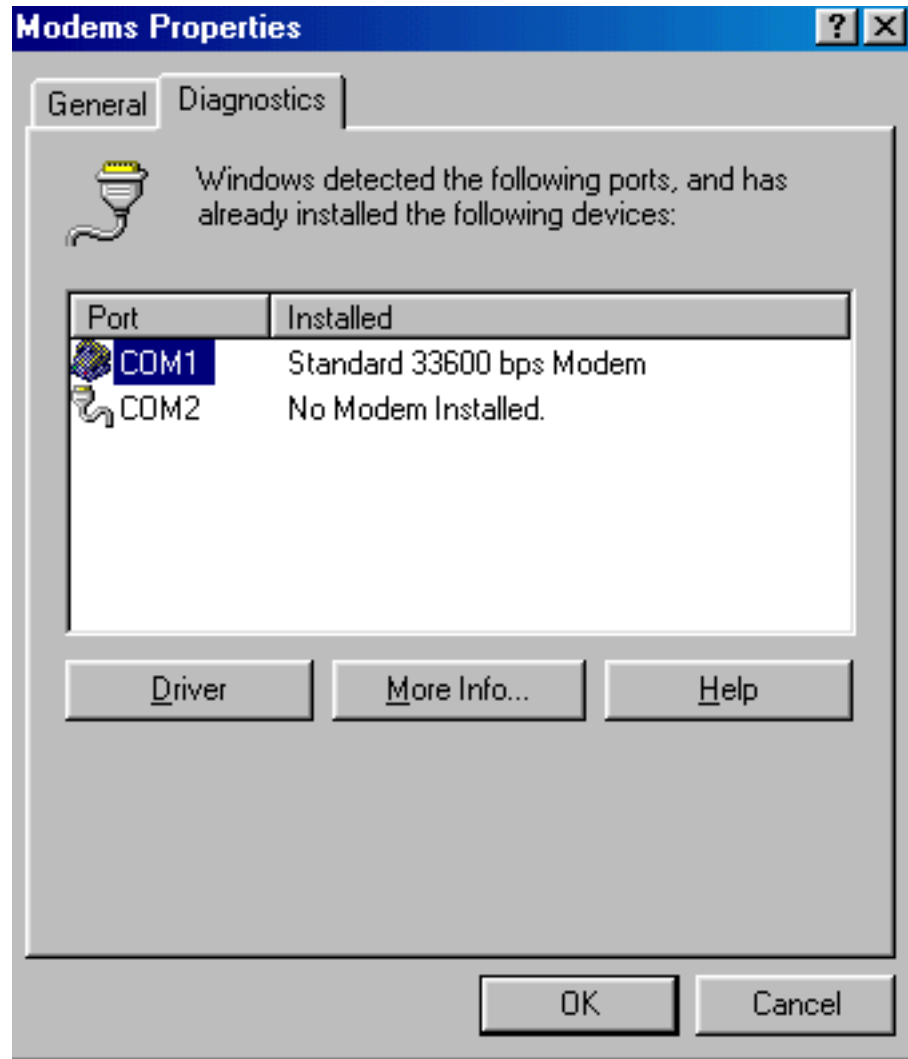 Modems Properties
General Diagnostics
Windows detected the following ports, and has
already installed the following devices:
Port Installed
COM1 Standard 33600 bps Modem
COM2 No Modem Installed.
Driver More Info... Help
OK Cancel